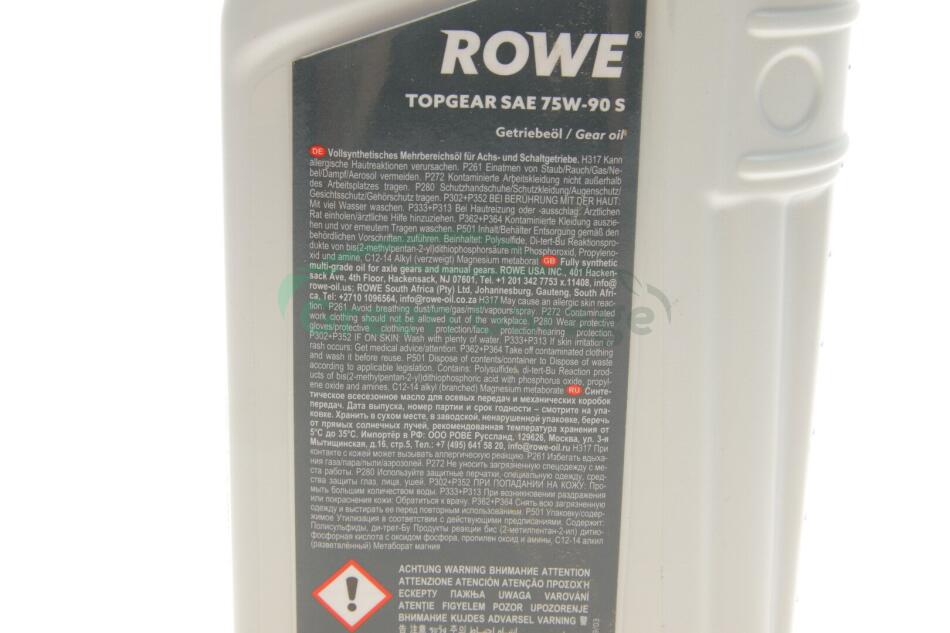 ROWE®
TOPGEAR SAE 75W-90 S
Getriebeöl / Gear oil
DE Vollsynthetisches Mehrbereichsöl für Achs- und Schaltgetriebe. H317 Kann
allergische Hautreaktionen verursachen. P261 Einatmen von Staub/Rauch/Gas/Ne-
bel/Dampf/Aerosol vermeiden. P272 Kontaminierte Arbeitskleidung nicht außerhalb
des Arbeitsplatzes tragen. P280 Schutzhandschuhe/Schutzkleidung/Augenschutz/
Gesichtsschutz/Gehörschutz tragen. P302+P352 BEI BERÜHRUNG MIT DER HAUT:
Mit viel Wasser waschen. P333+P313 Bei Hautreizung oder -ausschlag: Ärztlichen
Rat einholen/ärztliche Hilfe hinzuziehen. P362+P364 Kontaminierte Kleidung auszie-
hen und vor erneutem Tragen waschen. P501 Inhalt/Behälter Entsorgung gemäß den
behördlichen Vorschriften. zuführen. Beinhaltet: Polysulfide, Di-tert-Bu Reaktionspro-
dukte von bis(2-methylpentan-2-yl)dithiophosphorsäure mit Phosphoroxid, Propyleno-
xid und amine, C12-14 Alkyl (verzweigt) Magnesium metaborat GB Fully synthetic
multi-grade oil for axle gears and manual gears. ROWE USA INC., 401 Hacken-
sack Ave, 4th Floor, Hackensack, NJ 07601, Tel. +1 201 342 7753 x.11408, info@
rowe-oil.us; ROWE South Africa (Pty) Ltd, Johannesburg, Gauteng, South Afri-
ca, Tel: +2710 1096564, info@rowe-oil.co.za H317 May cause an allergic skin reac-
tion. P261 Avoid breathing dust/fume/gas/mist/vapours/spray. P272 Contaminated
work clothing should not be allowed out of the workplace. P280 Wear protective
gloves/protective clothing/eye protection/face protection/hearing protection.
P302+P352 IF ON SKIN: Wash with plenty of water. P333+P313 If skin irritation or
rash occurs: Get medical advice/attention. P362+P364 Take off contaminated clothing
and wash it before reuse. P501 Dispose of contents/container to Dispose of waste
according to applicable legislation. Contains: Polysulfides, di-tert-Bu Reaction prod-
ucts of bis(2-methylpentan-2-yl)dithiophosphoric acid with phosphorus oxide, propyl-
ene oxide and amines, C12-14 alkyl (branched) Magnesium metaborate RU Синте-
тическое всесезонное масло для осевых передач и механических коробок
передач. Дата выпуска, номер партии и срок годности – смотрите на упа-
ковке. Хранить в сухом месте, в заводской, ненарушенной упаковке, беречь
от прямых солнечных лучей, рекомендованная температура хранения от
5°C до 35°C. Импортёр в РФ: ООО РОВЕ Руссланд, 129626, Москва, ул. 3-я
Мытищинская, д.16, стр.5, Тел.: +7 (495) 641 58 20, info@rowe-oil.ru H317 При
контакте с кожей может вызывать аллергическую реакцию. P261 Избегать вдыха-
ния газа/пара/пыли/аэрозолей. P272 Не уносить загрязненную спецодежду с ме-
ста работы. P280 Используйте защитные перчатки, специальную одежду, сред-
ства защиты глаз, лица, ушей. P302+P352 ПРИ ПОПАДАНИИ НА КОЖУ: Про-
мыть большим количеством воды. P333+P313 При возникновении раздражения
или покраснения кожи: Обратиться к врачу. P362+P364 Снять всю загрязненную
одежду и выстирать ее перед повторным использованием. P501 Упаковку/содер-
жимое Утилизация в соответствии с действующими предписаниями. Содержит:
Полисульфиды, ди-трет-Бу Продукты реакции бис (2-метилпентан-2-ил) дитио-
фосфорная кислота с оксидом фосфора, пропилен оксид и амины, C12-14 алкил
(разветвлённый) Метаборат магния
ACHTUNG WARNING ВНИМАНИЕ ATTENTION
ATTENZIONE ATENCIÓN ATENÇÃO ΠΡΟΣΟΧΉ
ЕСКЕРТУ ПАЖЊА UWAGA VAROVÁNÍ
ATENȚIE FIGYELEM POZOR UPOZORENJE
ВНИМАНИЕ KUJDES ADVARSEL VARNING 警
告 注意